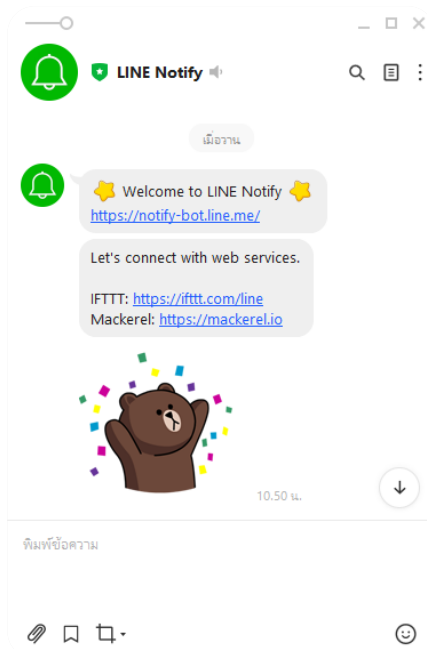 LINE Notify
เมื่อวาน
Welcome to LINE Notify
https://notify-bot.line.me/
Let's connect with web services.
IFTTT: https://ifttt.com/line
Mackerel: https://mackerel.io
10.50 น.
พิมพ์ข้อความ